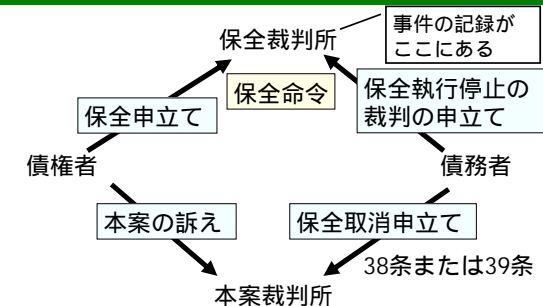 事件の記録が
ここにある
保全裁判所
保全命令
保全執行停止の
裁判の申立て
保全申立て
債権者
債務者
本案の訴え
保全取消申立て
38条または39条
本案裁判所